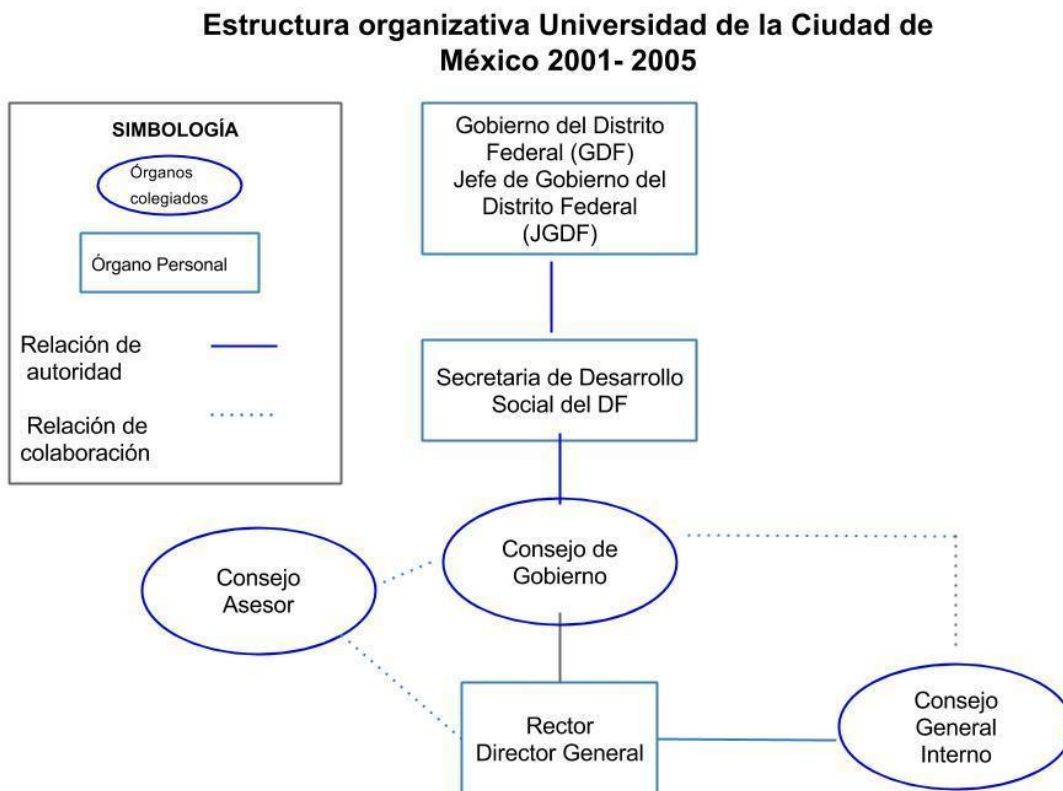 Estructura organizativa Universidad de la Ciudad de
México 2001- 2005
SIMBOLOGÍA
Órganos
colegiados
Órgano Personal
Relación de
autoridad
Relación de
colaboración
Gobierno del Distrito
Federal (GDF)
Jefe de Gobierno del
Distrito Federal
(JGDF)
Secretaria de Desarrollo
Social del DF
Consejo de
Gobierno
Consejo
Asesor
Rector
Director General
Consejo
General
Interno